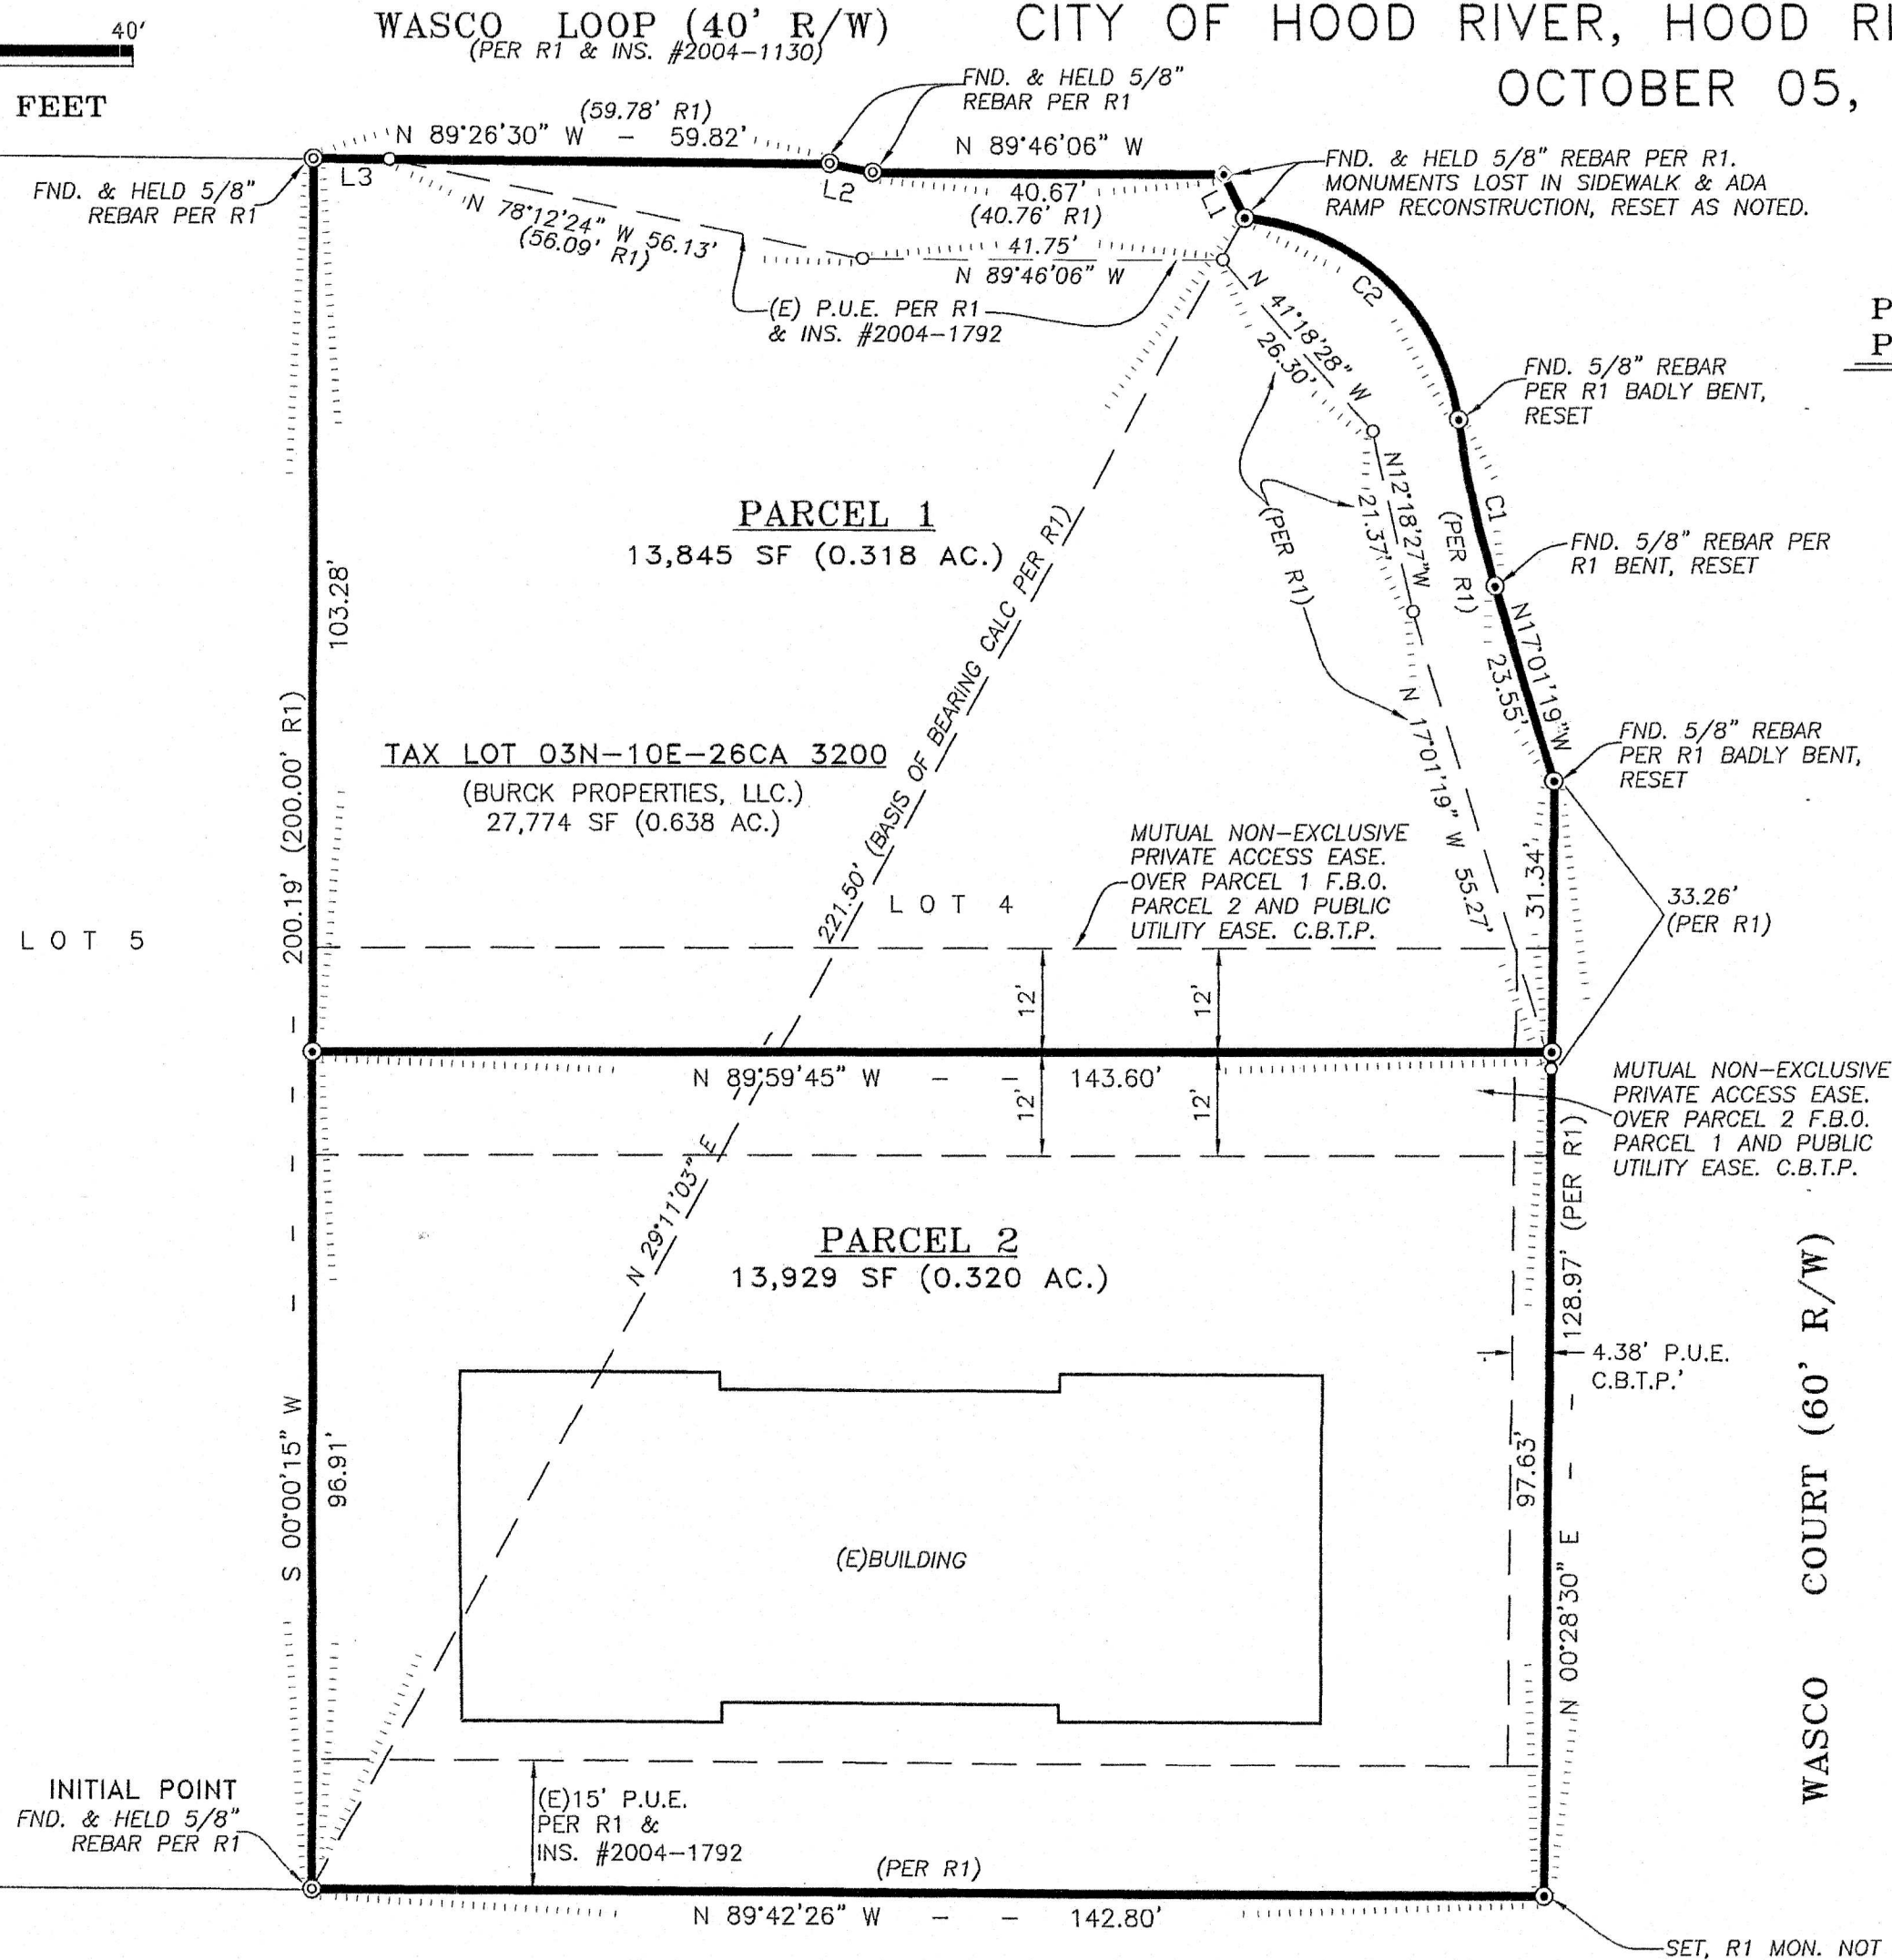 40'
WASCO LOOP (40' R/W)
(PER R1 & INS. #2004-1130)
CITY OF HOOD RIVER, HOOD
OCTOBER 05,
FEET
FND. & HELD 5/8"
REBAR PER R1
(59.78' R1)
N 89°26'30" W - 59.82'
N 89°46'06" W
FND. & HELD 5/8" REBAR PER R1.
MONUMENTS LOST IN SIDEWALK & ADA
RAMP RECONSTRUCTION, RESET AS NOTED.
FND. & HELD 5/8"
REBAR PER R1
L3
L2
L1
40.67'
(40.76' R1)
N 78°12'24" W 56.13'
(56.09' R1)
41.75'
N 89°46'06" W
C2
(E) P.U.E. PER R1
& INS. #2004-1792
N 41°18'28" W
26.30'
FND. 5/8" REBAR
PER R1 BADLY BENT,
RESET
N12°18'27"W
21.37'
(PER R1)
C1
(PER R1)
PARCEL 1
13,845 SF (0.318 AC.)
FND. 5/8" REBAR PER
R1 BENT, RESET
103.28'
N17°01'19"W
23.55'
N 17°01'19" W 55.27'
FND. 5/8" REBAR
PER R1 BADLY BENT,
RESET
200.19' (200.00' R1)
TAX LOT 03N-10E-26CA 3200
(BURCK PROPERTIES, LLC.)
27,774 SF (0.638 AC.)
221.50' (BASIS OF BEARING CALC PER R1)
MUTUAL NON-EXCLUSIVE
PRIVATE ACCESS EASE.
OVER PARCEL 1 F.B.O.
PARCEL 2 AND PUBLIC
UTILITY EASE. C.B.T.P.
31.34'
33.26'
(PER R1)
LOT 4
LOT 5
12'
12'
N 89°59'45" W - - 143.60'
12'
12'
MUTUAL NON-EXCLUSIVE
PRIVATE ACCESS EASE.
OVER PARCEL 2 F.B.O.
PARCEL 1 AND PUBLIC
UTILITY EASE. C.B.T.P.
N 29°11'03" E
PARCEL 2
13,929 SF (0.320 AC.)
128.97' (PER R1)
4.38' P.U.E.
C.B.T.P.'
WASCO COURT (60' R/W)
S 00°00'15" W
96.91'
97.63'
N 00°28'30" E
(E)BUILDING
INITIAL POINT
FND. & HELD 5/8"
REBAR PER R1
(E)15' P.U.E.
PER R1 &
INS. #2004-1792
(PER R1)
N 89°42'26" W - - 142.80'
SET, R1 MON. NOT